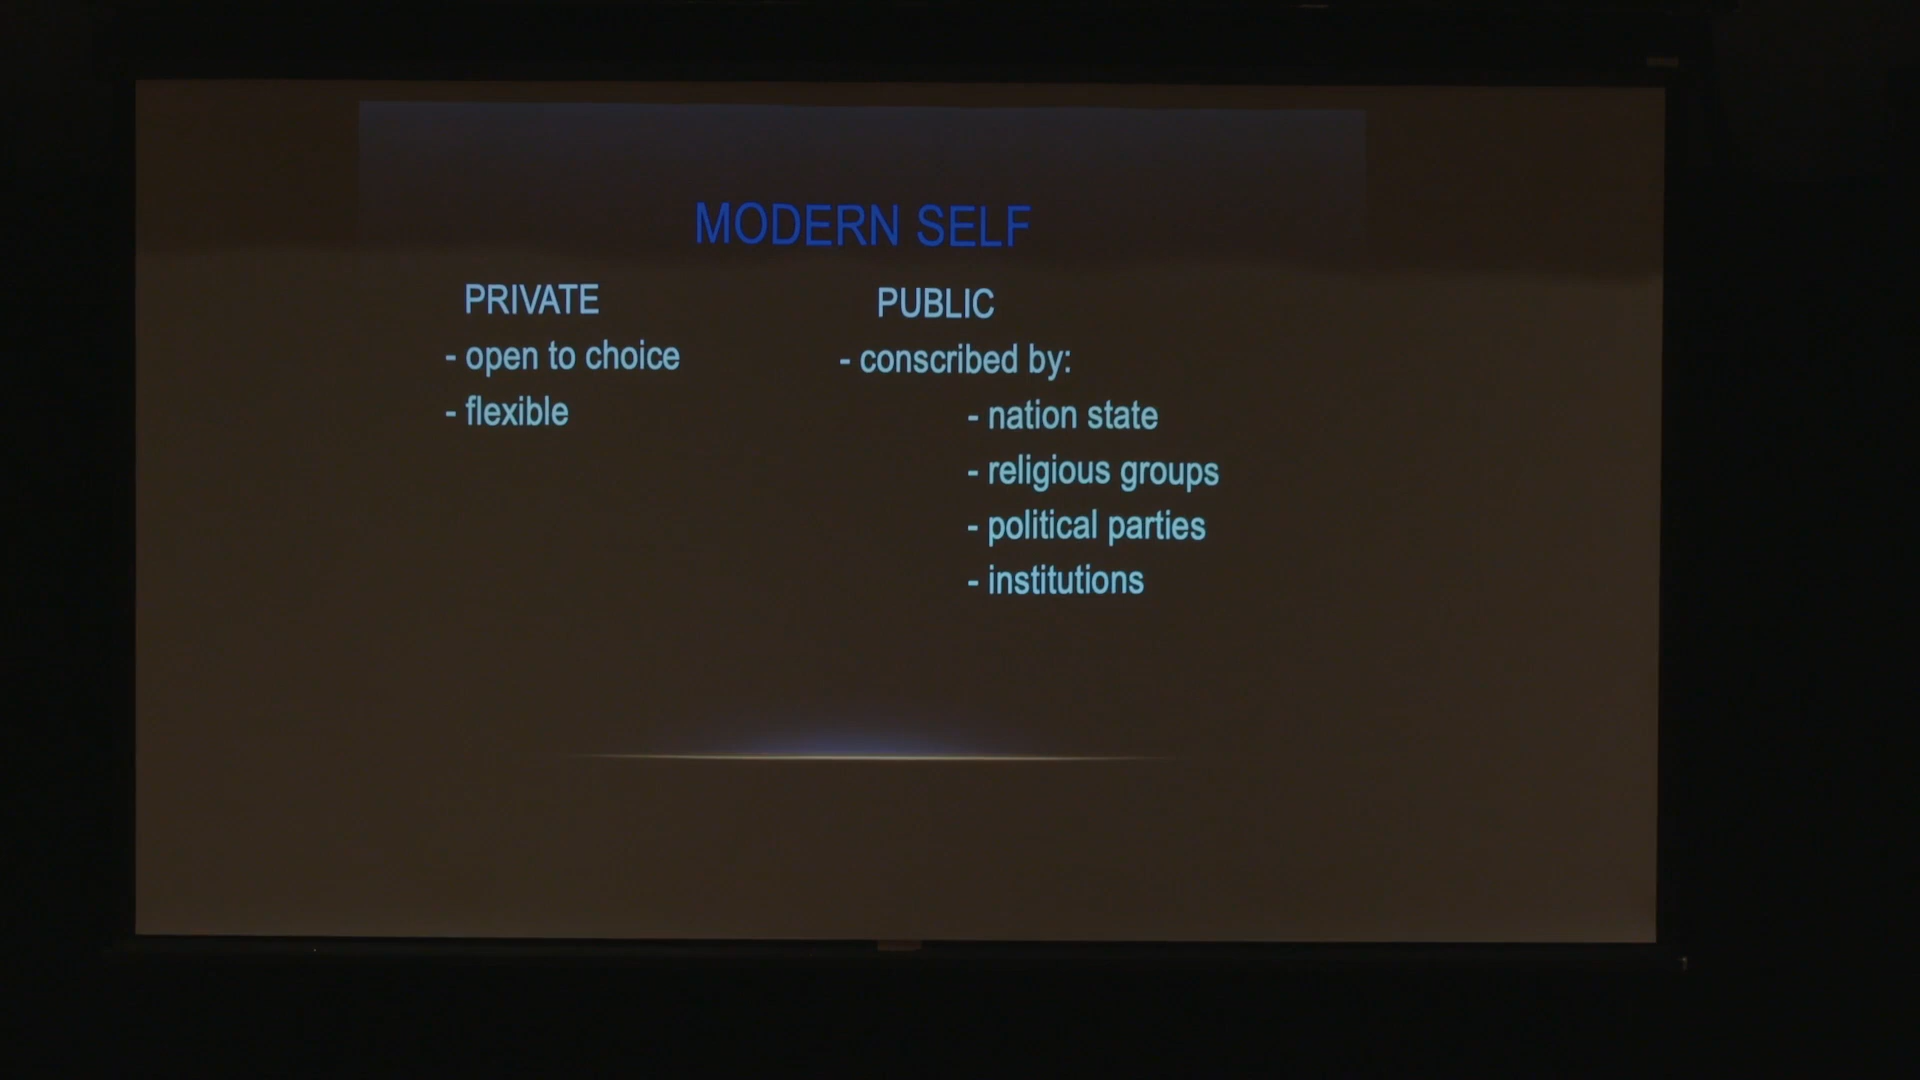 MODERN SELF
PRIVATE
- open to choice
- flexible
PUBLIC
- conscribed by:
- nation state
- religious groups
- political parties
- institutions